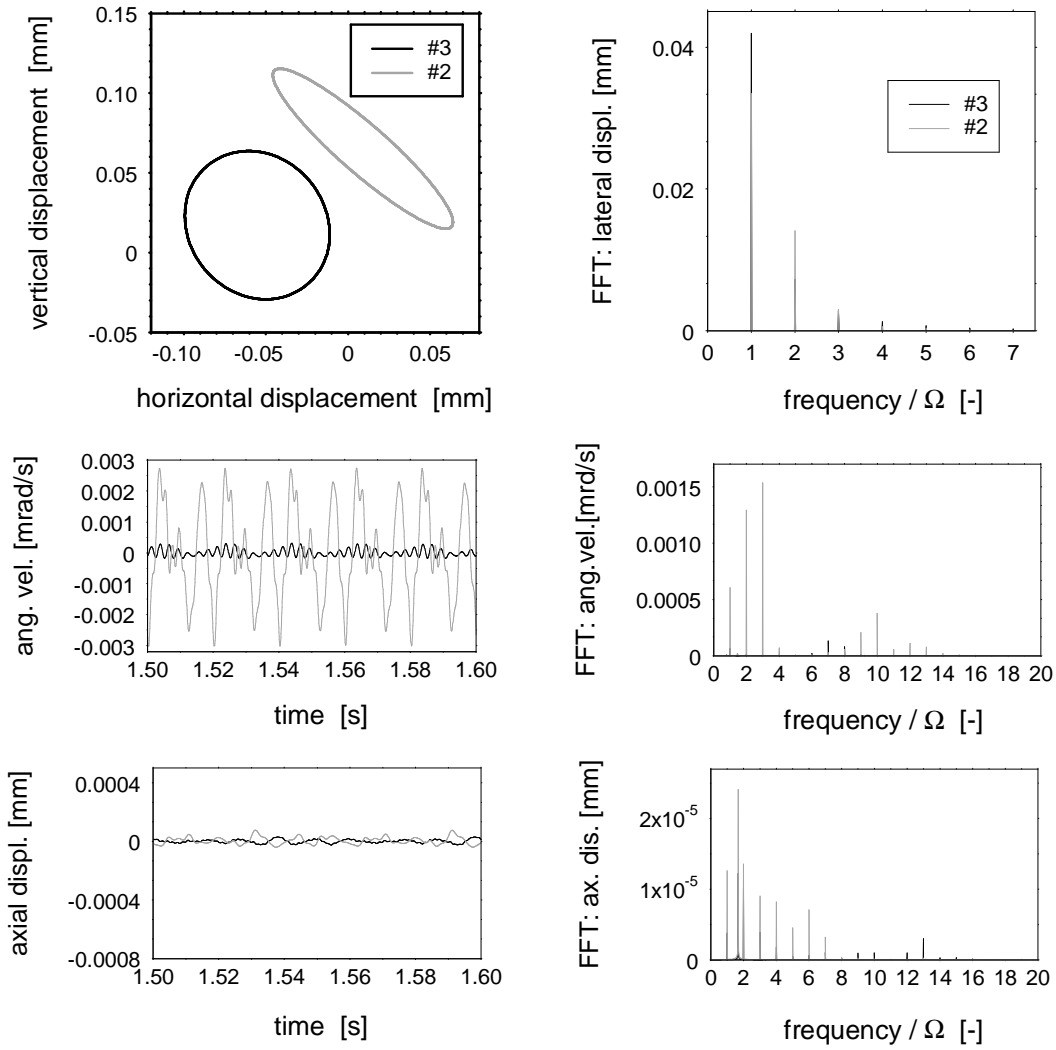 vertical displacement [mm]
0.15
0.10
0.05
0
-0.05
#3
#2
-0.10 -0.05 0 0.05
horizontal displacement [mm]
FFT: lateral displ. [mm]
0.04
0.02
0
#3
#2
0 1 2 3 4 5 6 7
frequency / Ω [-]
ang. vel. [mrad/s]
0.003
0.002
0.001
0
-0.001
-0.002
-0.003
1.50 1.52 1.54 1.56 1.58 1.60
time [s]
FFT: ang.vel.[mrd/s]
0.0015
0.0010
0.0005
0
0 2 4 6 8 10 12 14 16 18 20
frequency / Ω [-]
axial displ. [mm]
0.0004
0
-0.0004
-0.0008
1.50 1.52 1.54 1.56 1.58 1.60
time [s]
FFT: ax. dis. [mm]
2x10⁻⁵
1x10⁻⁵
0
0 2 4 6 8 10 12 14 16 18 20
frequency / Ω [-]